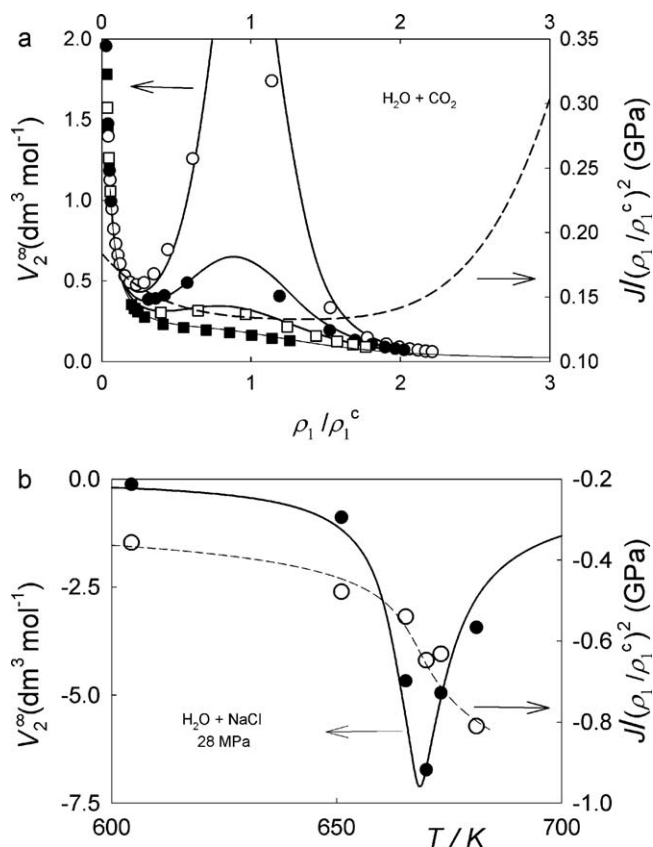 a
0 1 2 3
2.0 0.35
H₂O + CO₂
1.5 0.30
0.25
1.0
0.20
0.5
0.15
0.0 0.10
0 1 2 3
V₂^∞(dm³ mol⁻¹)
J/(ρ₁/ρ₁ᶜ)² (GPa)
ρ₁ /ρ₁ᶜ
b
0.0 -0.2
-0.4
-2.5
-0.6
-5.0
-0.8
H₂O + NaCl
28 MPa
-7.5 -1.0
600 650 700
T / K
V₂^∞(dm³ mol⁻¹)
J/(ρ₁/ρ₁ᶜ)² (GPa)